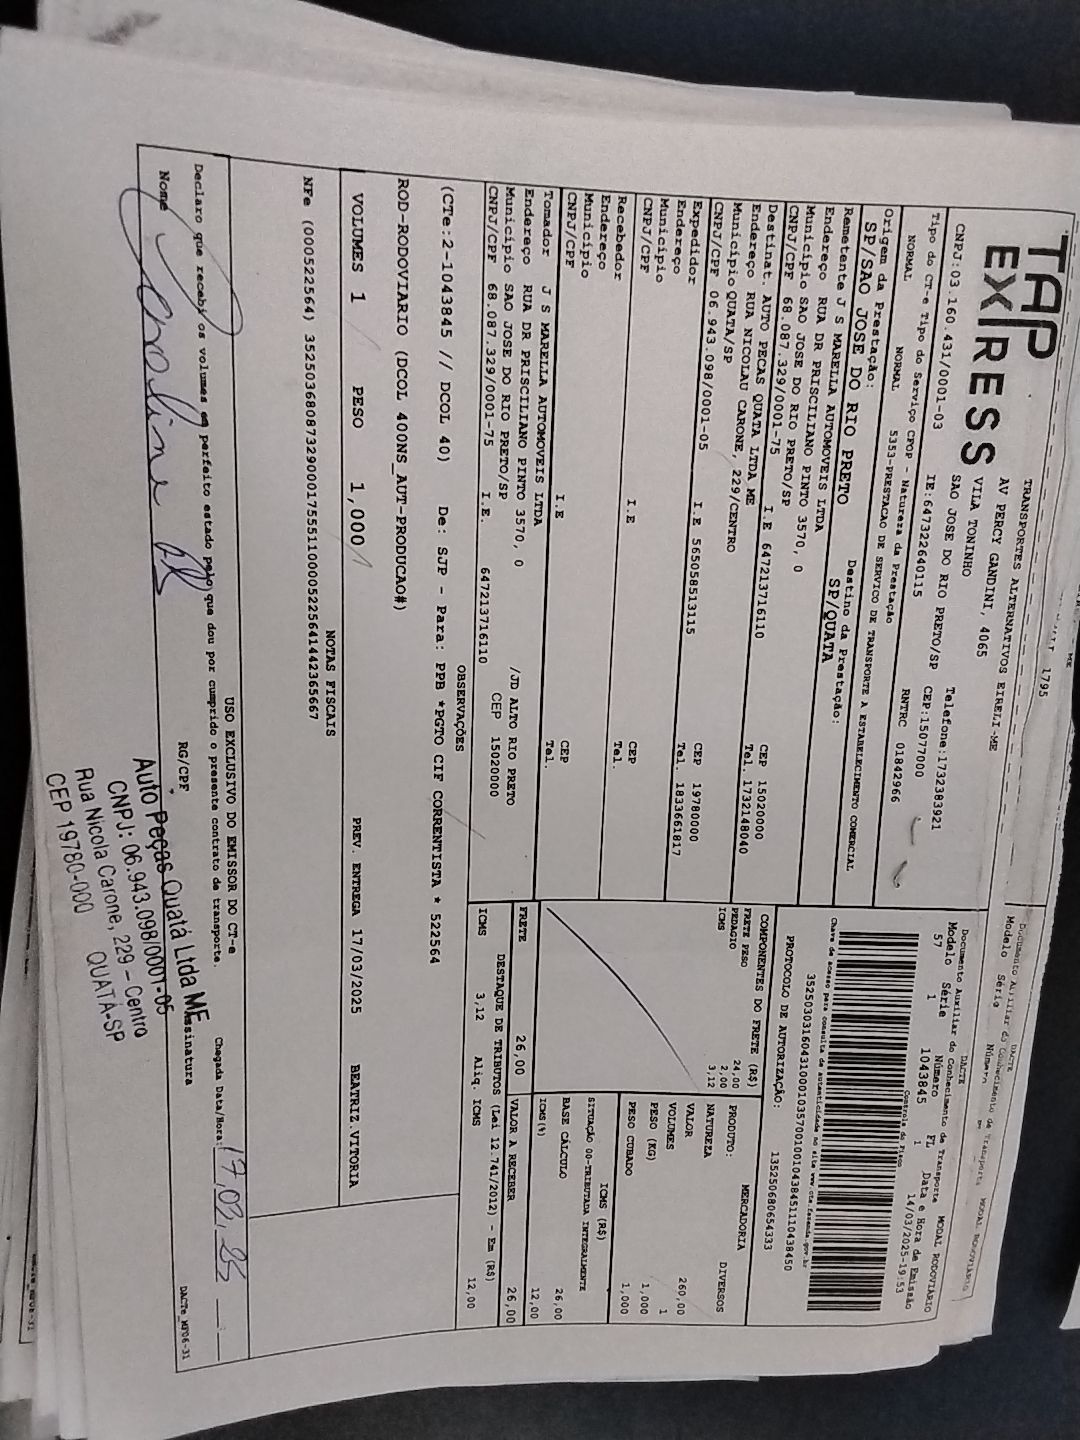 1795
TAP EXPRESS
TRANSPORTES ALTERNATIVOS EIRELI-ME
AV PERCY GANDINI, 4065
VILA TONINHO
SAO JOSE DO RIO PRETO/SP
Telefone:1732383921
CNPJ:03.160.431/0001-03 IE:647322640115 CEP:15077000
Tipo do CT-e Tipo do Serviço CFOP - Natureza da Prestação RNTRC 01842966
NORMAL NORMAL 5353-PRESTACAO DE SERVICO DE TRANSPORTE A ESTABELECIMENTO COMERCIAL
Origem da Prestação: Destino da Prestação:
SP/SAO JOSE DO RIO PRETO SP/QUATA
DACTE MODAL RODOVIÁRIO
Documento Auxiliar do Conhecimento de Transporte
Modelo Série Número FL Data e Hora de Emissão
57 1 1043845 1 14/03/2025-19:53
Controle do Fisco
Chave de acesso para consulta de autenticidade no site www.cte.fazenda.gov.br
35250303160431000103570010010438451110438450
PROTOCOLO DE AUTORIZAÇÃO: 135250680654333
Remetente J S MARELLA AUTOMOVEIS LTDA
Endereço RUA DR PRISCILIANO PINTO 3570, 0
Município SAO JOSE DO RIO PRETO/SP CEP 15020000
CNPJ/CPF 68.087.329/0001-75 I.E 647213716110 Tel. 1732148040
Destinat. AUTO PECAS QUATA LTDA ME
Endereço RUA NICOLAU CARONE, 229/CENTRO
Município QUATA/SP CEP 19780000
CNPJ/CPF 06.943.098/0001-05 I.E 565058513115 Tel. 1833661817
Expedidor
Endereço
Município CEP
CNPJ/CPF I.E Tel.
Recebedor
Endereço
Município CEP
CNPJ/CPF I.E Tel.
Tomador J S MARELLA AUTOMOVEIS LTDA
Endereço RUA DR PRISCILIANO PINTO 3570, 0 /JD ALTO RIO PRETO
Município SAO JOSE DO RIO PRETO/SP CEP 15020000
CNPJ/CPF 68.087.329/0001-75 I.E. 647213716110
COMPONENTES DO FRETE (R$)
FRETE PESO 24,00
PEDAGIO 2,00
ICMS 3,12
FRETE 26,00
PRODUTO: MERCADORIA
NATUREZA DIVERSOS
VALOR 260,00
VOLUMES 1
PESO (KG) 1,000
PESO CUBADO 1,000
ICMS (R$)
SITUAÇÃO 00-TRIBUTADA INTEGRALMENTE
BASE CÁLCULO 26,00
ICMS(%) 12,00
VALOR A RECEBER 26,00
DESTAQUE DE TRIBUTOS (Lei 12.741/2012) - Em (R$)
ICMS 3,12 Aliq. ICMS 12,00
OBSERVAÇÕES
(CTe:2-1043845 // DCOL 40) De: SJP - Para: PPB *PGTO CIF CORRENTISTA * 522564
ROD-RODOVIARIO (DCOL 400NS_AUT-PRODUCAO#)
VOLUMES 1 PESO 1,000 PREV. ENTREGA 17/03/2025 BEATRIZ.VITORIA
NOTAS FISCAIS
NFe (000522564) 35250368087329000175551100005225641442365667
USO EXCLUSIVO DO EMISSOR DO CT-e
Declaro que recebi os volumes em perfeito estado pelo que dou por cumprido o presente contrato de transporte.
Chegada Data/Hora: 17,03,25
Nome RG/CPF Assinatura
Auto Peças Quatá Ltda ME
CNPJ: 06.943.098/0001-05
Rua Nicola Carone, 229 – Centro
CEP 19780-000 QUATÁ-SP
DACTe_MF06-31